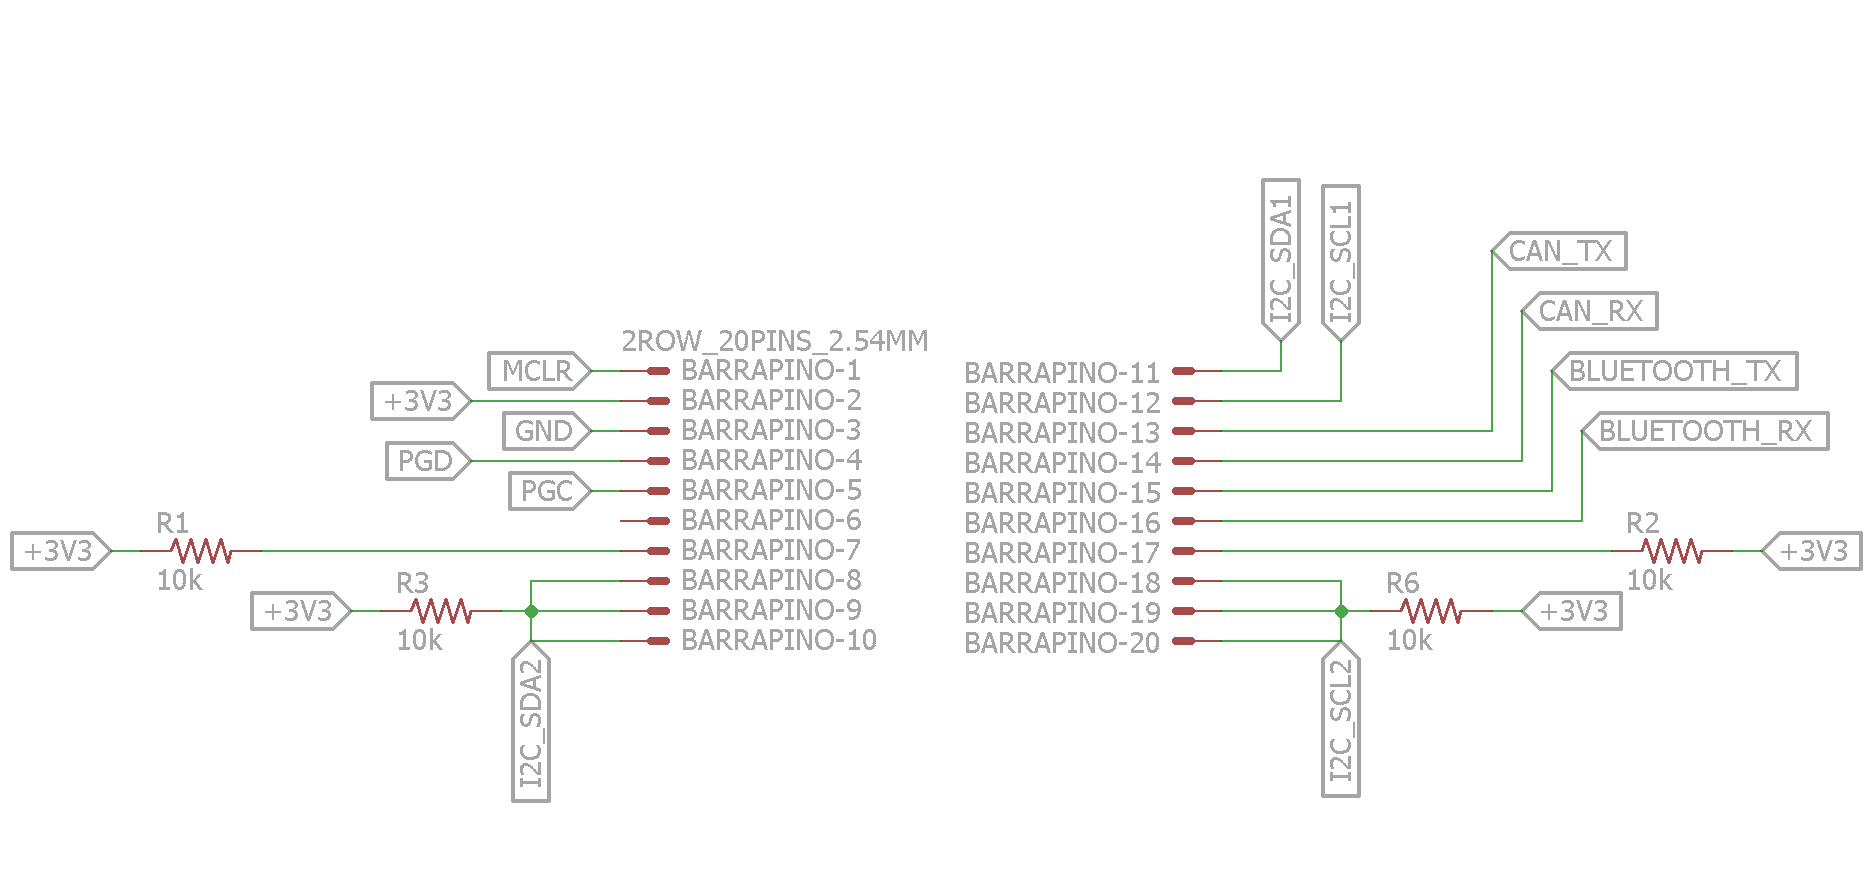 I2C_SDA1
I2C_SCL1
CAN_TX
CAN_RX
2ROW_20PINS_2.54MM
MCLR
BARRAPINO-1
BARRAPINO-11
BLUETOOTH_TX
+3V3
BARRAPINO-2
BARRAPINO-12
GND
BARRAPINO-3
BARRAPINO-13
BLUETOOTH_RX
PGD
BARRAPINO-4
BARRAPINO-14
PGC
BARRAPINO-5
BARRAPINO-15
BARRAPINO-6
BARRAPINO-16
R1
R2
+3V3
BARRAPINO-7
BARRAPINO-17
+3V3
10k
R3
BARRAPINO-8
BARRAPINO-18
R6
10k
+3V3
BARRAPINO-9
BARRAPINO-19
+3V3
10k
BARRAPINO-10
BARRAPINO-20
10k
I2C_SDA2
I2C_SCL2